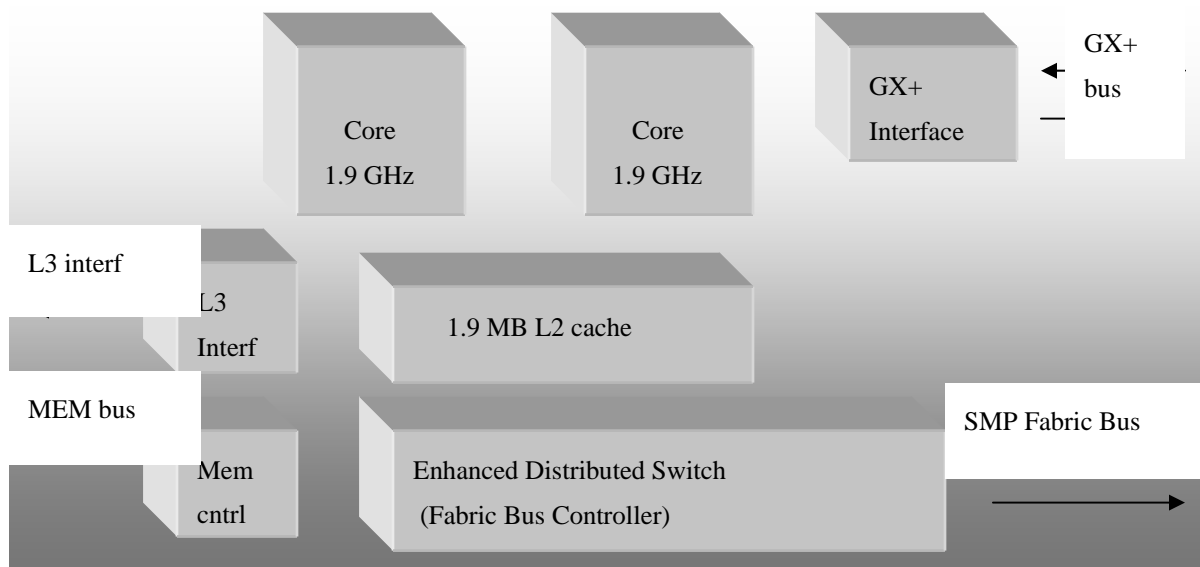 GX+
bus
GX+
Interface
Core
1.9 GHz
Core
1.9 GHz
L3 interf
L3
Interf
1.9 MB L2 cache
MEM bus
SMP Fabric Bus
Mem
cntrl
Enhanced Distributed Switch
(Fabric Bus Controller)